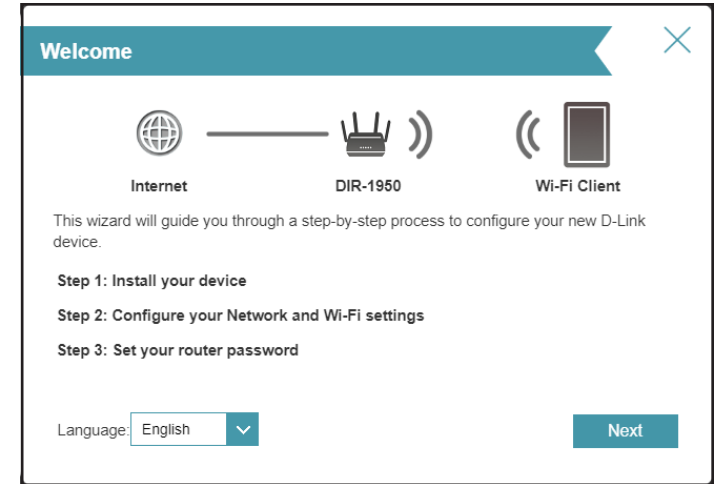 Welcome
Internet
DIR-1950
Wi-Fi Client
This wizard will guide you through a step-by-step process to configure your new D-Link
device.
Step 1: Install your device
Step 2: Configure your Network and Wi-Fi settings
Step 3: Set your router password
Language: English
Next